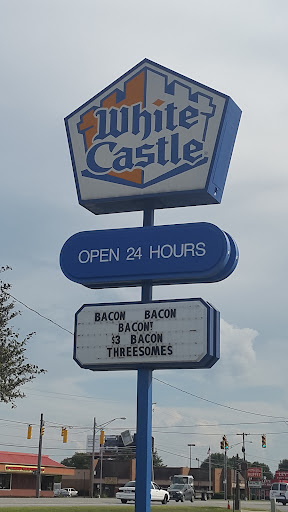 White
Castle
OPEN 24 HOURS
BACON BACON
BACON!
$3 BACON
THREESOMES